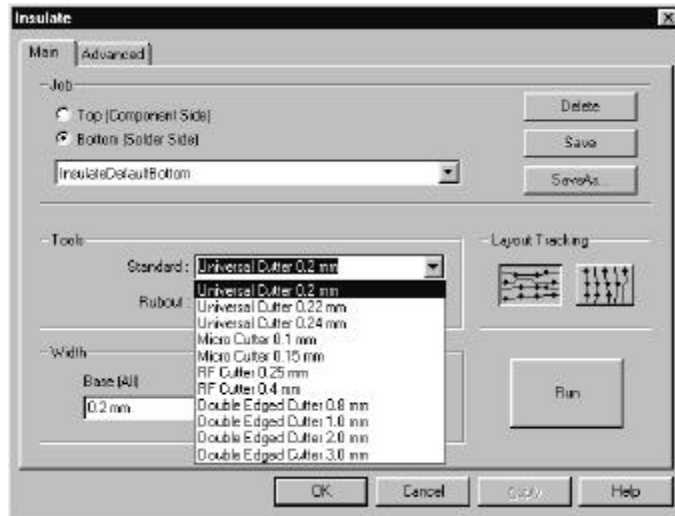 Insulate
Main Advanced
Job
Top (Component Side)
Bottom (Solder Side)
InsulateDefaultBottom
Delete
Save
SaveAs...
Tools
Standard : Universal Cutter 0.2 mm
Rubout :
Universal Cutter 0.2 mm
Universal Cutter 0.22 mm
Universal Cutter 0.24 mm
Micro Cutter 0.1 mm
Micro Cutter 0.15 mm
RF Cutter 0.25 mm
RF Cutter 0.4 mm
Double Edged Cutter 0.8 mm
Double Edged Cutter 1.0 mm
Double Edged Cutter 2.0 mm
Double Edged Cutter 3.0 mm
Layout Tracking
Width
Base (All)
0.2 mm
Run
OK Cancel Apply Help